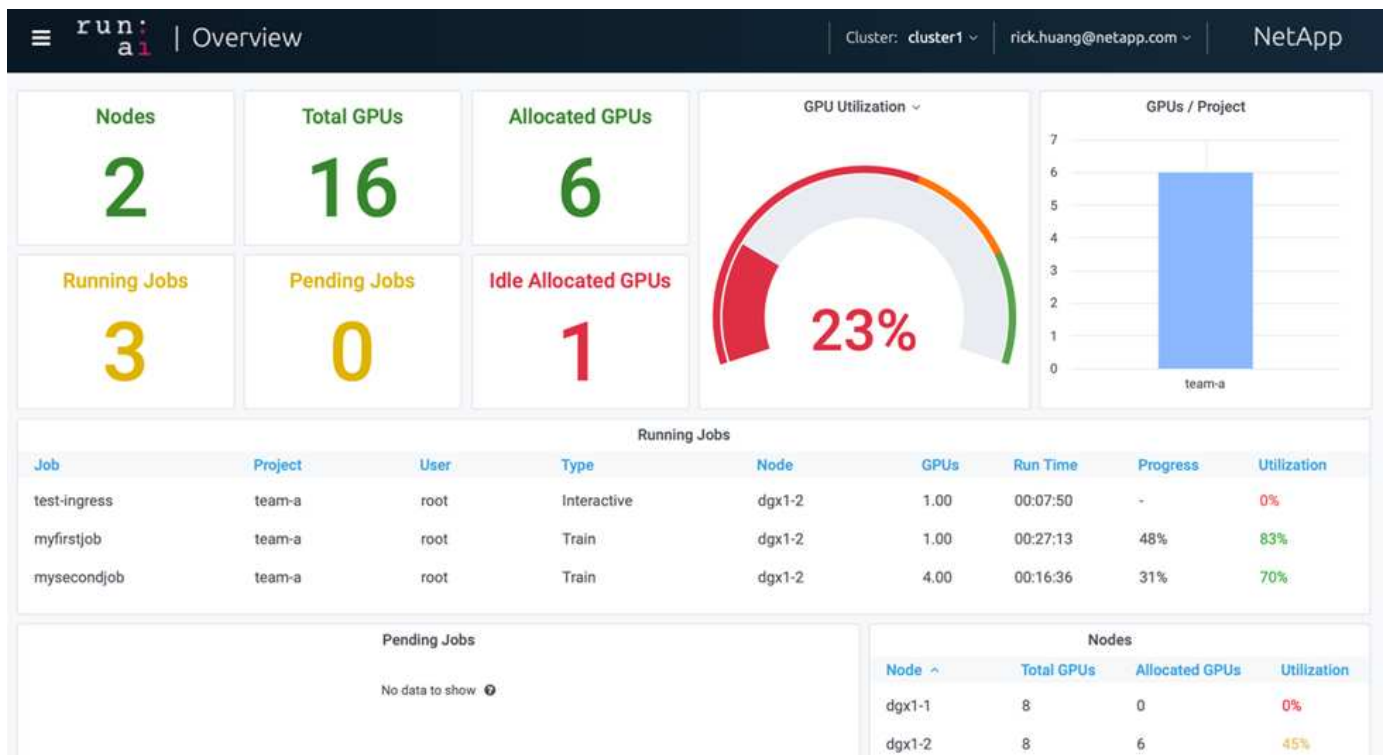 run: ai | Overview Cluster: cluster1 rick.huang@netapp.com NetApp
Nodes
2
Total GPUs
16
Allocated GPUs
6
Running Jobs
3
Pending Jobs
0
Idle Allocated GPUs
1
GPU Utilization
23%
GPUs / Project
7
6
5
4
3
2
1
0
team-a
Running Jobs
Job Project User Type Node GPUs Run Time Progress Utilization
test-ingress team-a root Interactive dgx1-2 1.00 00:07:50 - 0%
myfirstjob team-a root Train dgx1-2 1.00 00:27:13 48% 83%
mysecondjob team-a root Train dgx1-2 4.00 00:16:36 31% 70%
Pending Jobs
No data to show
Nodes
Node Total GPUs Allocated GPUs Utilization
dgx1-1 8 0 0%
dgx1-2 8 6 45%